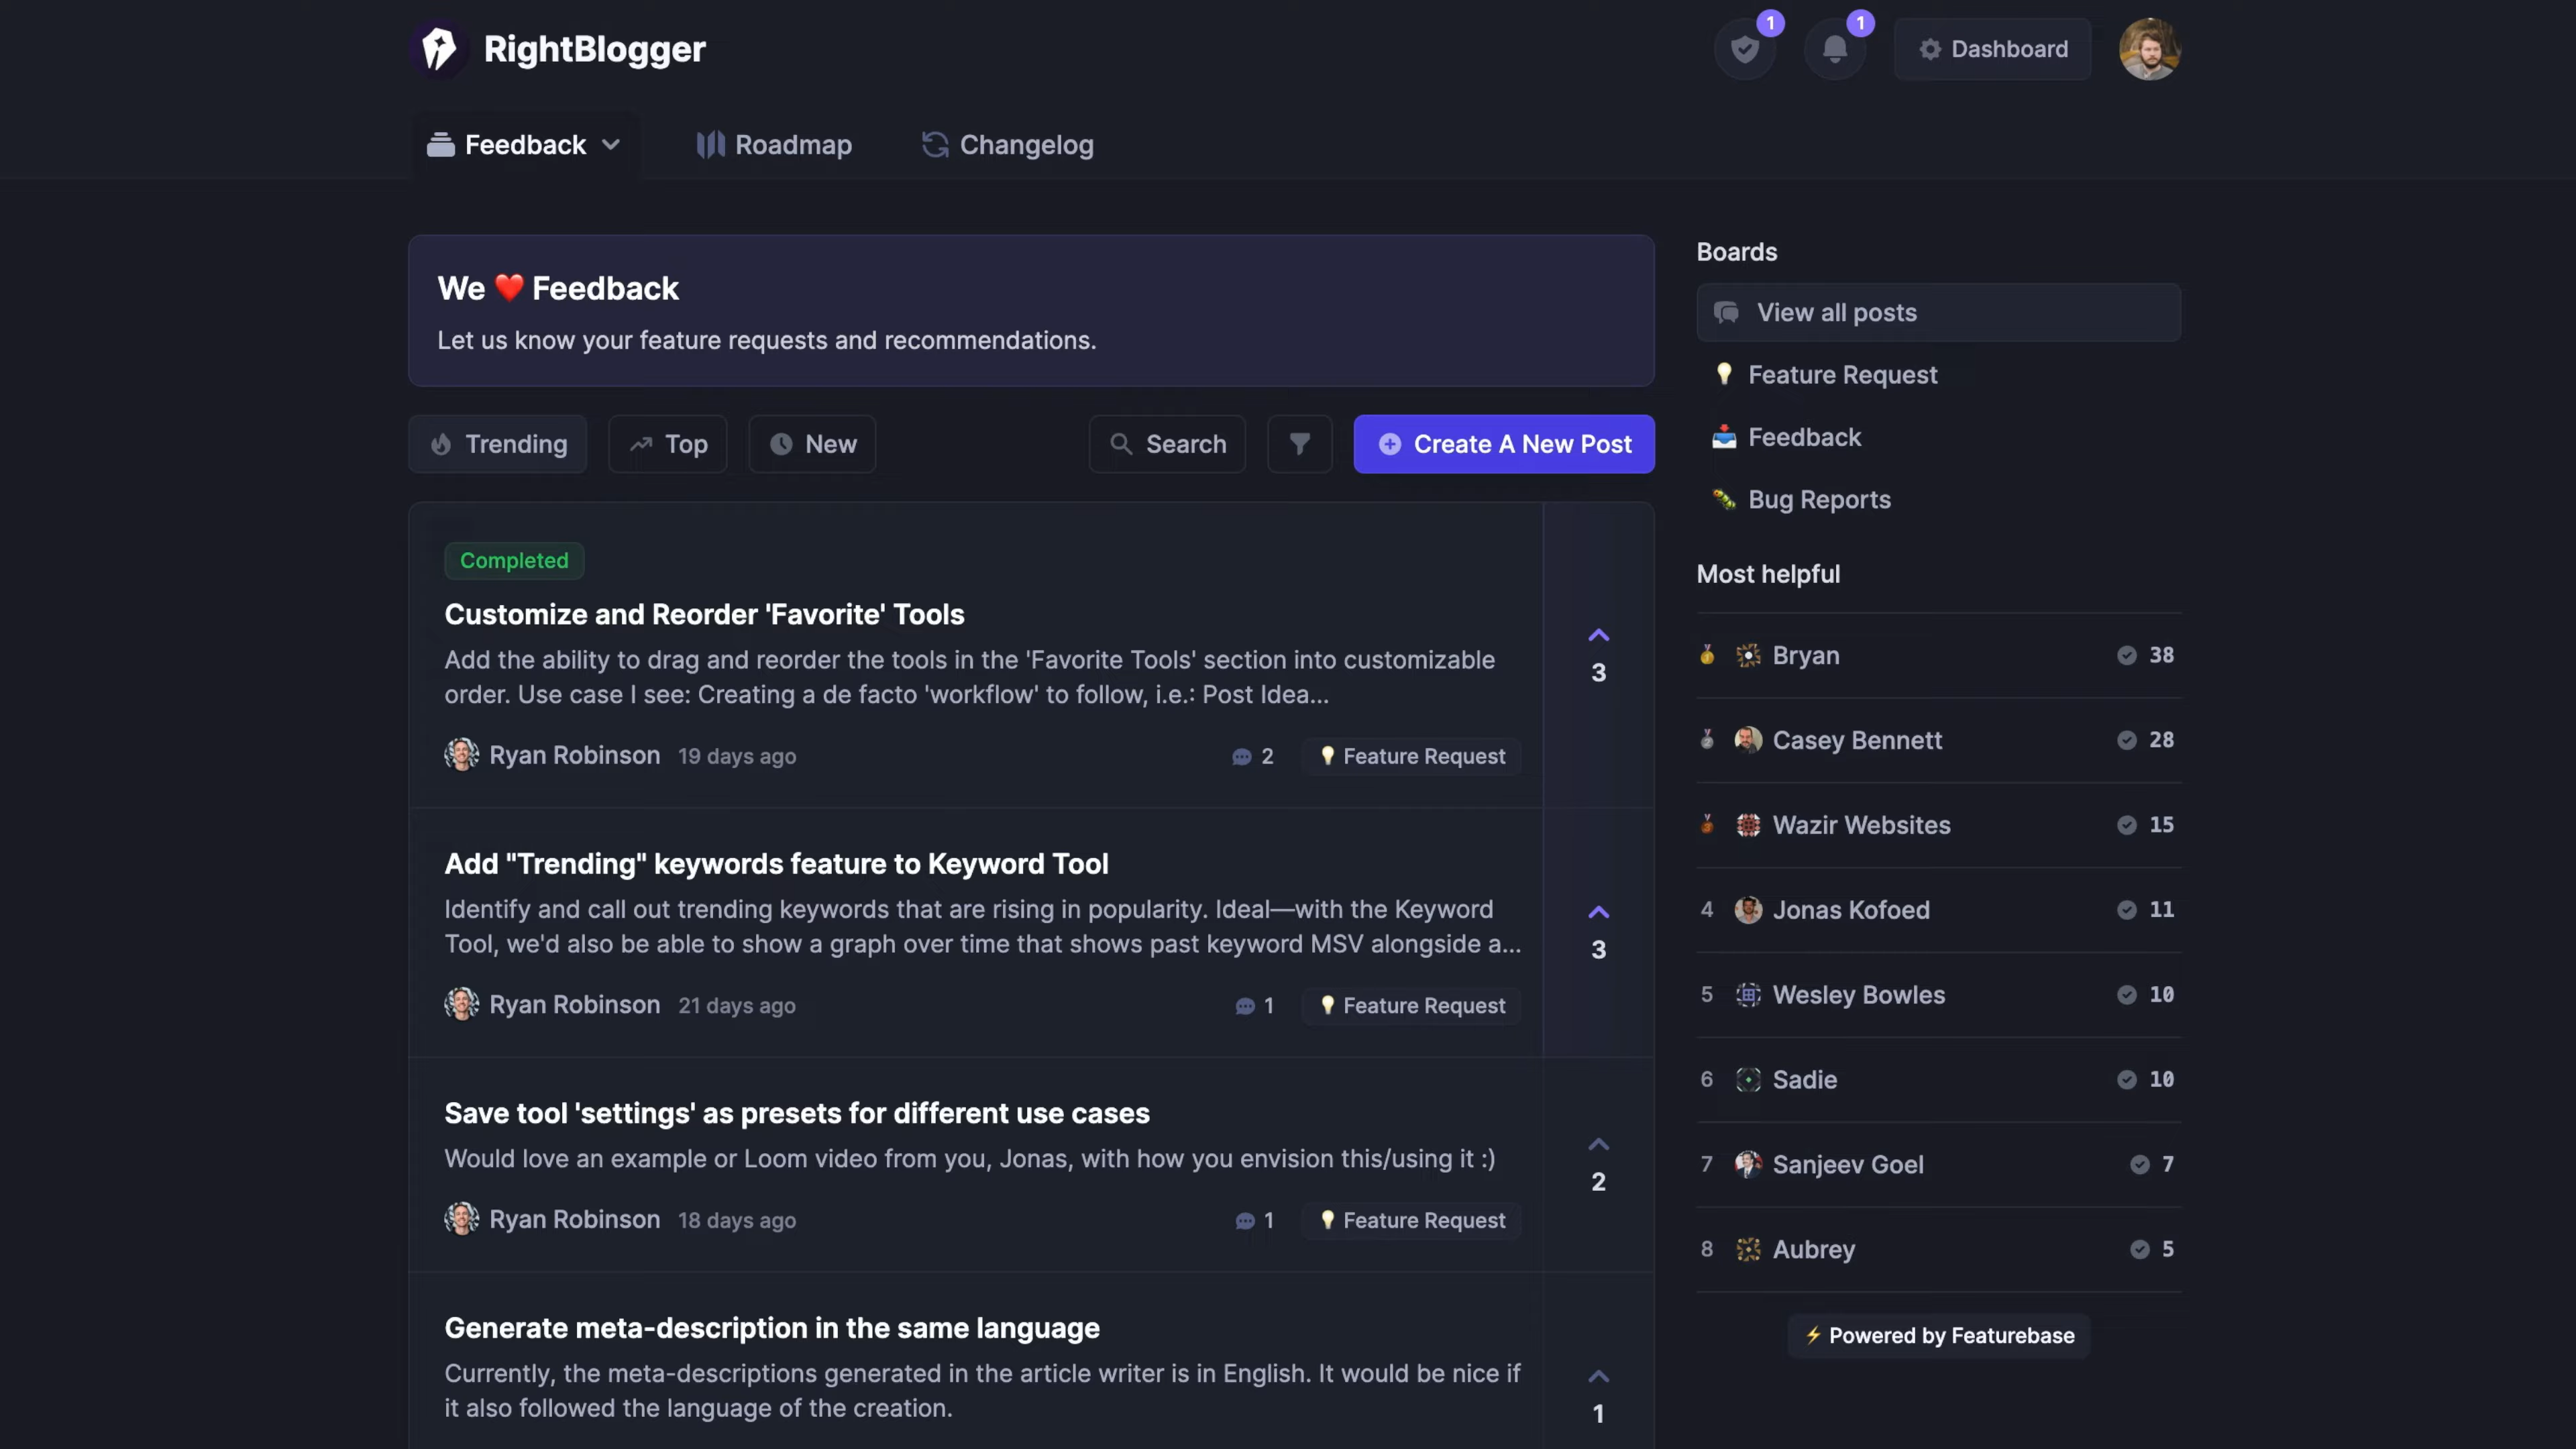 RightBlogger
1
1
Dashboard
Feedback
Roadmap
Changelog
We ❤️ Feedback
Let us know your feature requests and recommendations.
Trending
Top
New
Search
Create A New Post
Completed
Customize and Reorder 'Favorite' Tools
Add the ability to drag and reorder the tools in the 'Favorite Tools' section into customizable
order. Use case I see: Creating a de facto 'workflow' to follow, i.e.: Post Idea...
Ryan Robinson 19 days ago
2
Feature Request
3
Add "Trending" keywords feature to Keyword Tool
Identify and call out trending keywords that are rising in popularity. Ideal—with the Keyword
Tool, we'd also be able to show a graph over time that shows past keyword MSV alongside a...
Ryan Robinson 21 days ago
1
Feature Request
3
Save tool 'settings' as presets for different use cases
Would love an example or Loom video from you, Jonas, with how you envision this/using it :)
Ryan Robinson 18 days ago
1
Feature Request
2
Generate meta-description in the same language
Currently, the meta-descriptions generated in the article writer is in English. It would be nice if
it also followed the language of the creation.
1
Boards
View all posts
Feature Request
Feedback
Bug Reports
Most helpful
Bryan 38
Casey Bennett 28
Wazir Websites 15
4 Jonas Kofoed 11
5 Wesley Bowles 10
6 Sadie 10
7 Sanjeev Goel 7
8 Aubrey 5
⚡ Powered by Featurebase